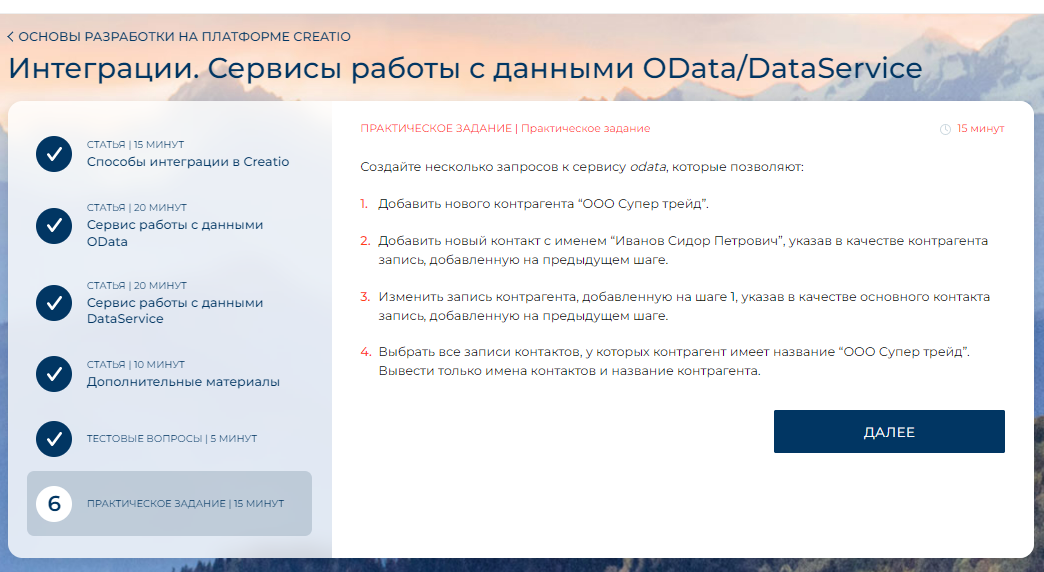 < ОСНОВЫ РАЗРАБОТКИ НА ПЛАТФОРМЕ CREATIO
Интеграции. Сервисы работы с данными OData/DataService
СТАТЬЯ | 15 МИНУТ
Способы интеграции в Creatio
СТАТЬЯ | 20 МИНУТ
Сервис работы с данными
OData
СТАТЬЯ | 20 МИНУТ
Сервис работы с данными
DataService
СТАТЬЯ | 10 МИНУТ
Дополнительные материалы
ТЕСТОВЫЕ ВОПРОСЫ | 5 МИНУТ
6
ПРАКТИЧЕСКОЕ ЗАДАНИЕ | 15 МИНУТ
ПРАКТИЧЕСКОЕ ЗАДАНИЕ | Практическое задание
15 минут
Создайте несколько запросов к сервису odata, которые позволяют:
1. Добавить нового контрагента “ООО Супер трейд”.
2. Добавить новый контакт с именем “Иванов Сидор Петрович”, указав в качестве контрагента
запись, добавленную на предыдущем шаге.
3. Изменить запись контрагента, добавленную на шаге 1, указав в качестве основного контакта
запись, добавленную на предыдущем шаге.
4. Выбрать все записи контактов, у которых контрагент имеет название “ООО Супер трейд”.
Вывести только имена контактов и название контрагента.
ДАЛЕЕ